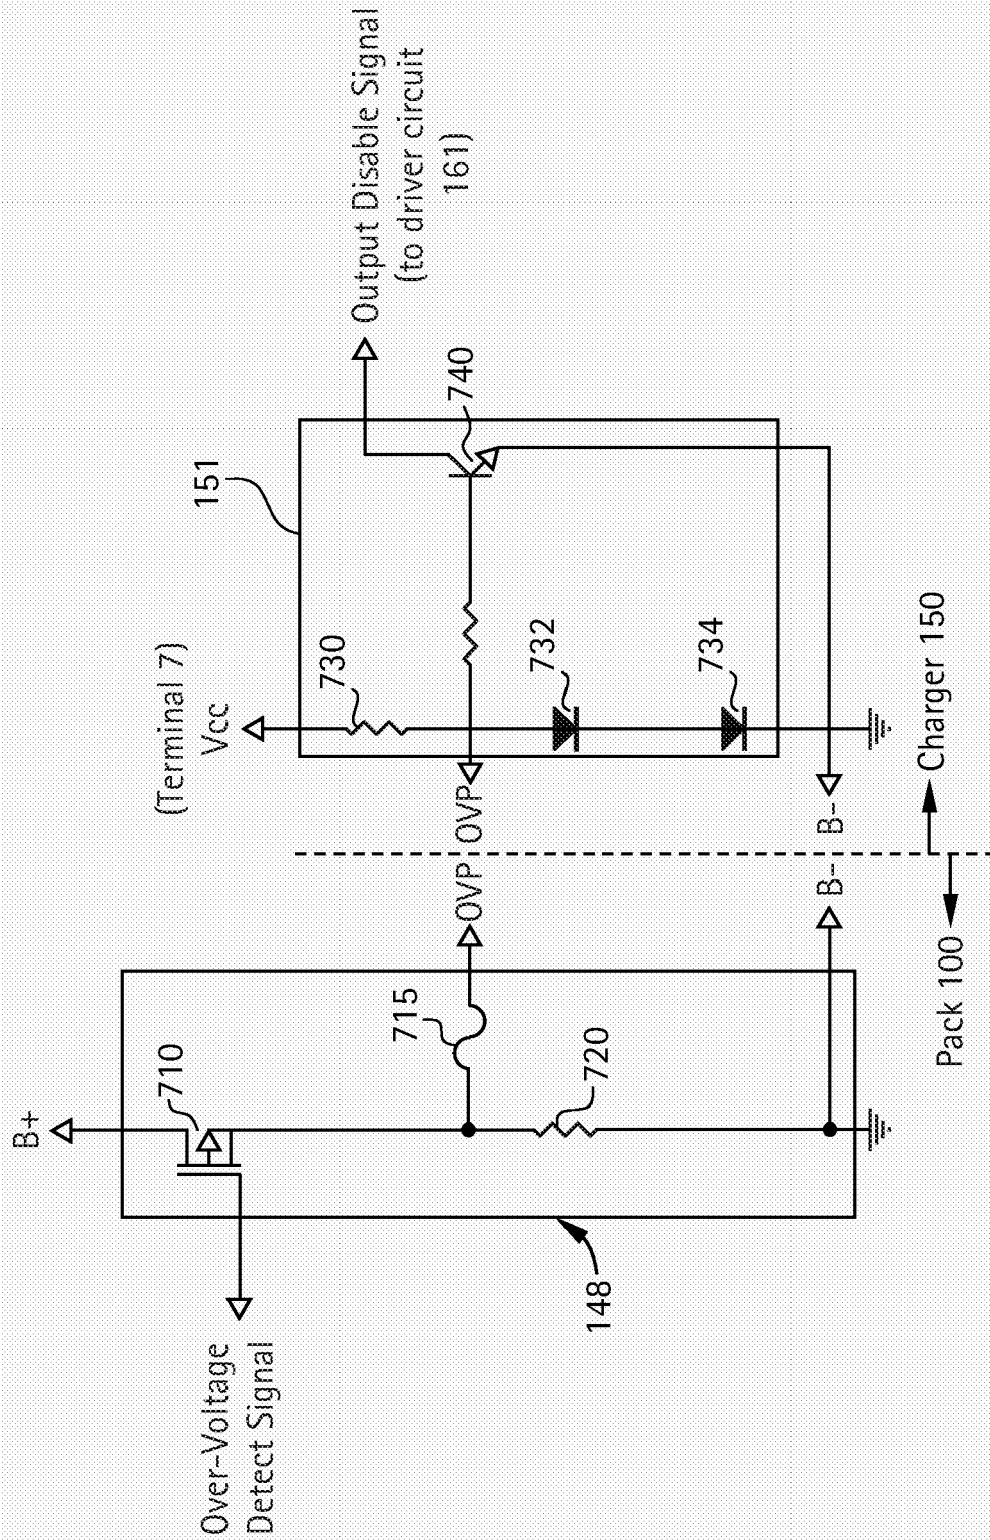 Over-Voltage
Detect Signal
B+
710
148
715
720
OVP
B-
Pack 100
(Terminal 7)
Vcc
OVP
B-
Charger 150
730
732
734
151
740
Output Disable Signal
(to driver circuit
161)